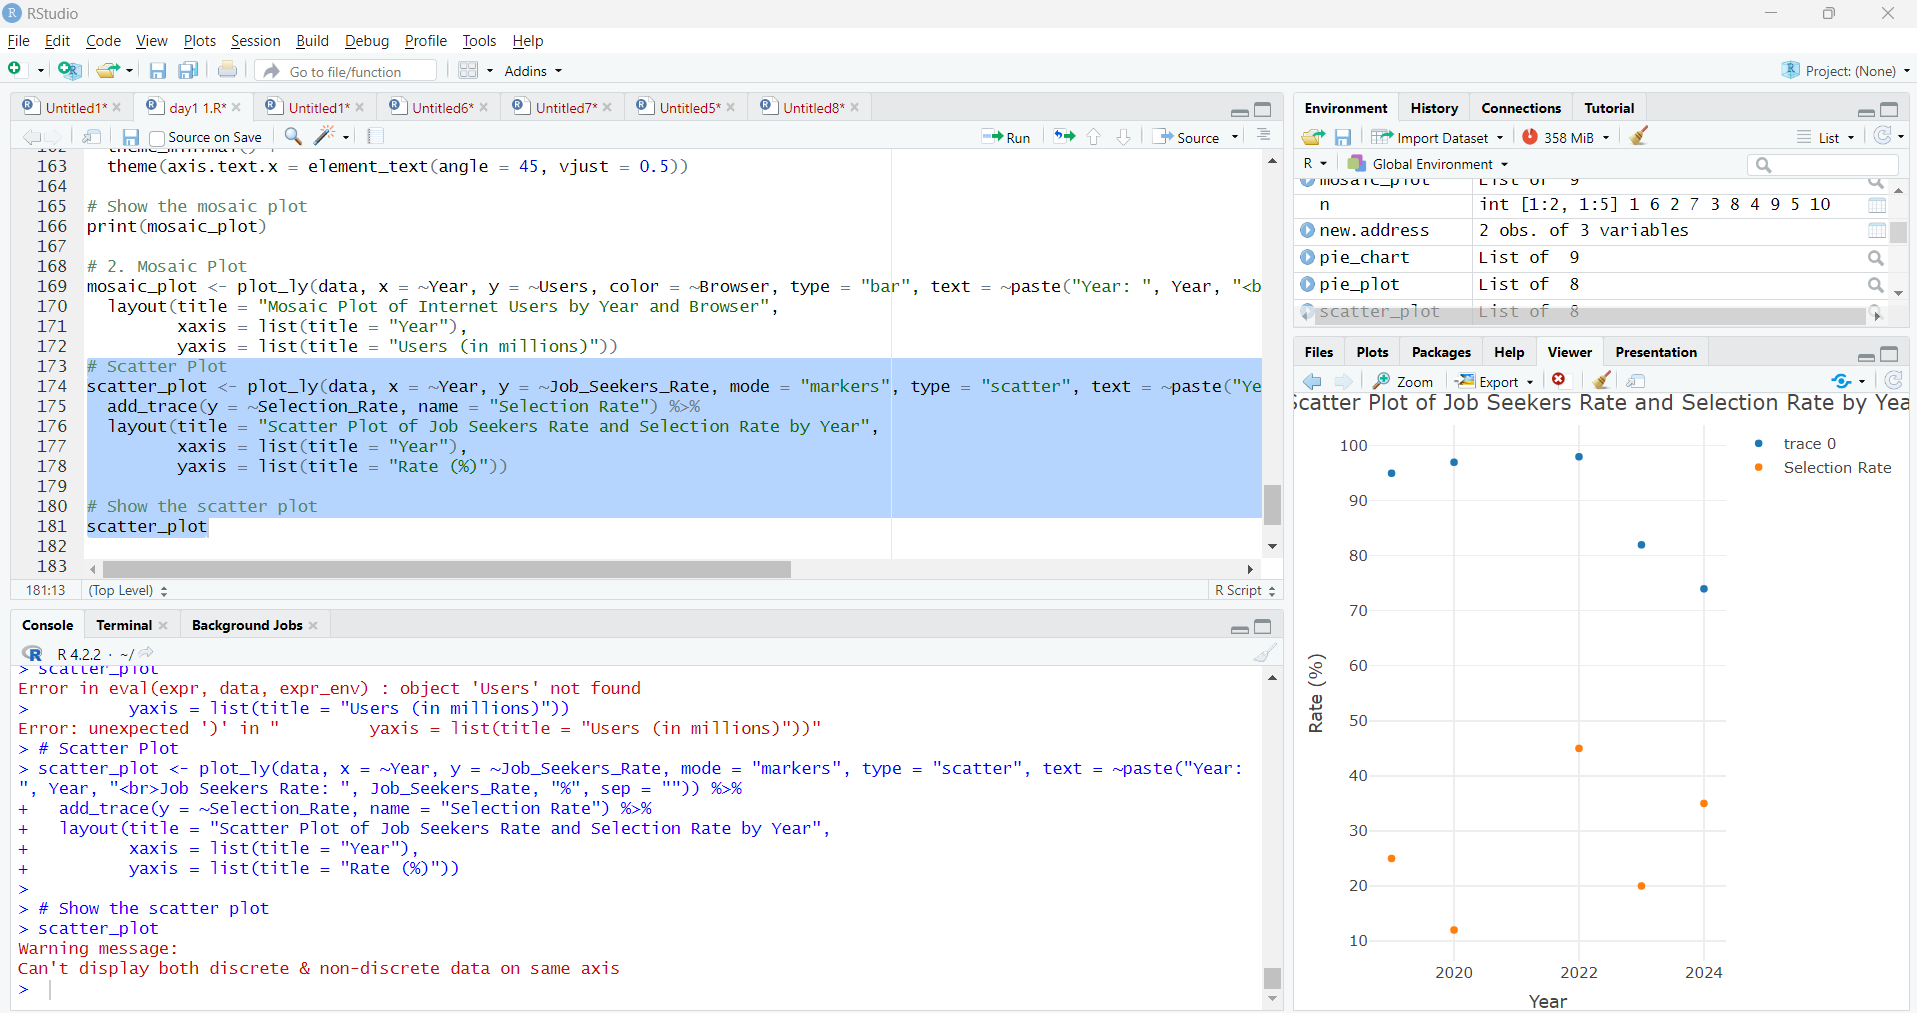 RStudio
File Edit Code View Plots Session Build Debug Profile Tools Help
Go to file/function Addins Project: (None)
Untitled1* day1 1.R* Untitled1* Untitled6* Untitled7* Untitled5* Untitled8*
Source on Save Run Source
163 theme(axis.text.x = element_text(angle = 45, vjust = 0.5))
164
165 # Show the mosaic plot
166 print(mosaic_plot)
167
168 # 2. Mosaic Plot
169 mosaic_plot <- plot_ly(data, x = ~Year, y = ~Users, color = ~Browser, type = "bar", text = ~paste("Year: ", Year, "<b
170 layout(title = "Mosaic Plot of Internet Users by Year and Browser",
171 xaxis = list(title = "Year"),
172 yaxis = list(title = "Users (in millions)"))
173 # Scatter Plot
174 scatter_plot <- plot_ly(data, x = ~Year, y = ~Job_Seekers_Rate, mode = "markers", type = "scatter", text = ~paste("Ye
175 add_trace(y = ~Selection_Rate, name = "Selection Rate") %>%
176 layout(title = "Scatter Plot of Job Seekers Rate and Selection Rate by Year",
177 xaxis = list(title = "Year"),
178 yaxis = list(title = "Rate (%)"))
179
180 # Show the scatter plot
181 scatter_plot
182
183
181:13 (Top Level) R Script
Console Terminal Background Jobs
R 4.2.2 · ~/
> scatter_plot
Error in eval(expr, data, expr_env) : object 'Users' not found
> yaxis = list(title = "Users (in millions)"))
Error: unexpected ')' in " yaxis = list(title = "Users (in millions)"))"
> # Scatter Plot
> scatter_plot <- plot_ly(data, x = ~Year, y = ~Job_Seekers_Rate, mode = "markers", type = "scatter", text = ~paste("Year:
", Year, "<br>Job Seekers Rate: ", Job_Seekers_Rate, "%", sep = "")) %>%
+ add_trace(y = ~Selection_Rate, name = "Selection Rate") %>%
+ layout(title = "Scatter Plot of Job Seekers Rate and Selection Rate by Year",
+ xaxis = list(title = "Year"),
+ yaxis = list(title = "Rate (%)"))
>
> # Show the scatter plot
> scatter_plot
Warning message:
Can't display both discrete & non-discrete data on same axis
>
Environment History Connections Tutorial
Import Dataset 358 MiB List
R Global Environment
mosaic_plot List of 9
n int [1:2, 1:5] 1 6 2 7 3 8 4 9 5 10
new.address 2 obs. of 3 variables
pie_chart List of 9
pie_plot List of 8
scatter_plot List of 8
Files Plots Packages Help Viewer Presentation
Zoom Export
Scatter Plot of Job Seekers Rate and Selection Rate by Yea
trace 0
Selection Rate
100
90
80
70
60
50
40
30
20
10
Rate (%)
2020 2022 2024
Year